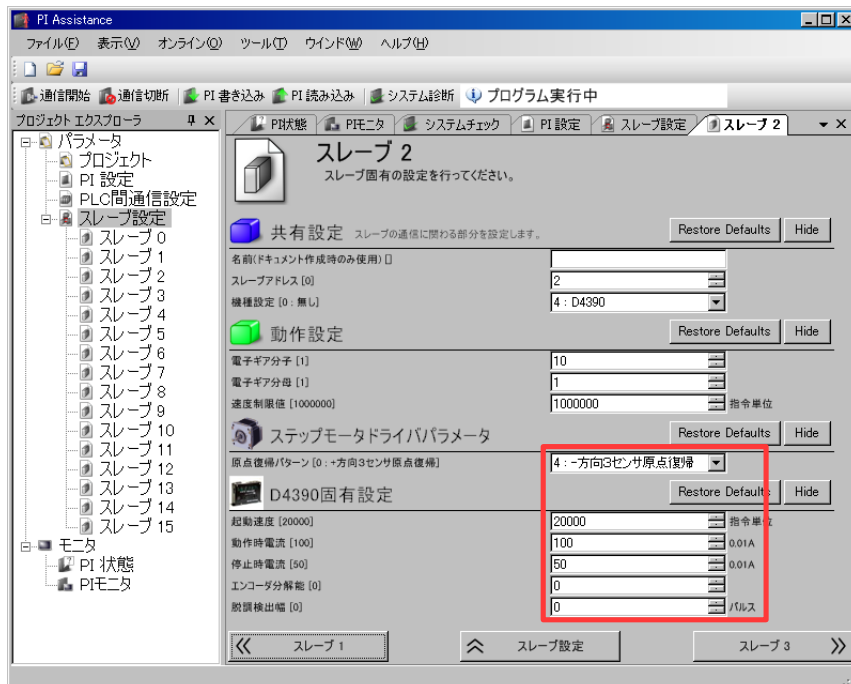 PI Assistance
ファイル(F) 表示(V) オンライン(O) ツール(T) ウインド(W) ヘルプ(H)
通信開始 通信切断 PI 書き込み PI 読み込み システム診断 プログラム実行中
プロジェクト エクスプローラ
パラメータ
プロジェクト
PI 設定
PLC間通信設定
スレーブ設定
スレーブ 0
スレーブ 1
スレーブ 2
スレーブ 3
スレーブ 4
スレーブ 5
スレーブ 6
スレーブ 7
スレーブ 8
スレーブ 9
スレーブ 10
スレーブ 11
スレーブ 12
スレーブ 13
スレーブ 14
スレーブ 15
モニタ
PI 状態
PIモニタ
PI状態 PIモニタ システムチェック PI 設定 スレーブ設定 スレーブ 2
スレーブ 2
スレーブ固有の設定を行ってください。
共有設定 スレーブの通信に関わる部分を設定します。 Restore Defaults Hide
名前(ドキュメント作成時のみ使用) []
スレーブアドレス [0] 2
機種設定 [0 : 無し] 4 : D4390
動作設定 Restore Defaults Hide
電子ギア分子 [1] 10
電子ギア分母 [1] 1
速度制限値 [1000000] 1000000 指令単位
ステップモータドライバパラメータ Restore Defaults Hide
原点復帰パターン [0 : +方向3センサ原点復帰] 4 : -方向3センサ原点復帰
D4390固有設定 Restore Defaults Hide
起動速度 [20000] 20000 指令単位
動作時電流 [100] 100 0.01A
停止時電流 [50] 50 0.01A
エンコーダ分解能 [0] 0
脱調検出幅 [0] 0 パルス
スレーブ 1 スレーブ設定 スレーブ 3